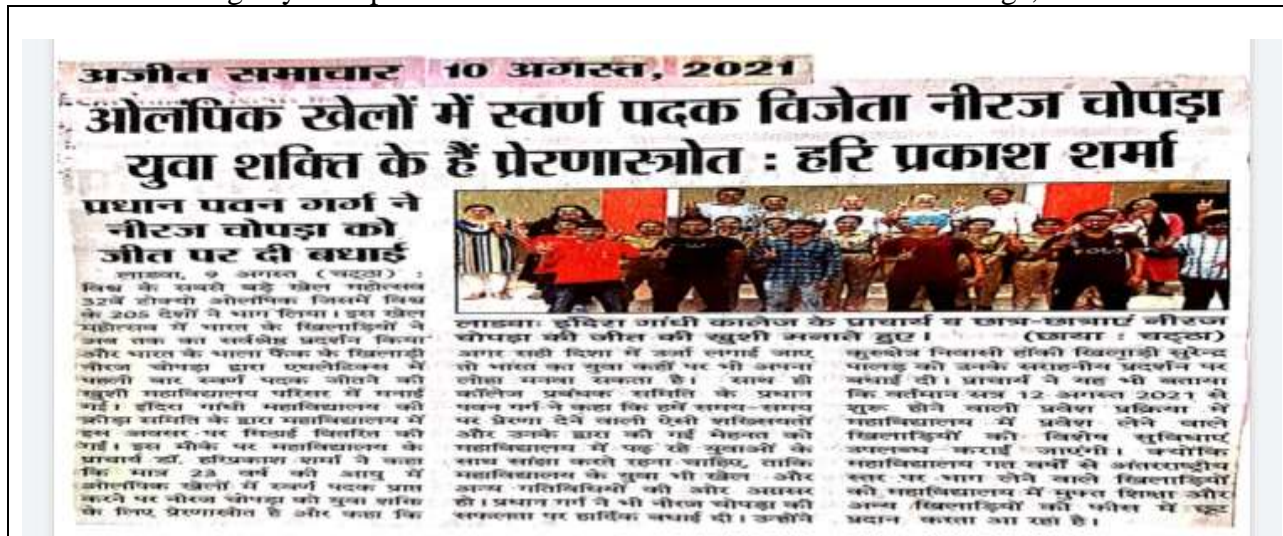 अजीत समाचार 10 अगस्त, 2021
ओलंपिक खेलों में स्वर्ण पदक विजेता नीरज चोपड़ा
युवा शक्ति के हैं प्रेरणास्त्रोत : हरि प्रकाश शर्मा
प्रधान पवन गर्ग ने
नीरज चोपड़ा को
जीत पर दी बधाई
लाडवा, 9 अगस्त (चट्ठा) :
विश्व के सबसे बड़े खेल महोत्सव
32वें टोक्यो ओलंपिक जिसमें विश्व
के 205 देशों ने भाग लिया। इस खेल
महोत्सव में भारत के खिलाड़ियों ने
अब तक का सर्वश्रेष्ठ प्रदर्शन किया
और भारत के भाला फैंक के खिलाड़ी
नीरज चोपड़ा द्वारा एथलेटिक्स में
पहली बार स्वर्ण पदक जीतने की
खुशी महाविद्यालय परिसर में मनाई
गई। इंदिरा गांधी महाविद्यालय की
क्रीड़ा समिति के द्वारा महाविद्यालय में
इस अवसर पर मिठाई वितरित की
गई। इस मौके पर महाविद्यालय के
प्राचार्य डॉ. हरिप्रकाश शर्मा ने कहा
कि मात्र 23 वर्ष की आयु में
ओलंपिक खेलों में स्वर्ण पदक प्राप्त
करने पर नीरज चोपड़ा को युवा शक्ति
के लिए प्रेरणास्रोत है और कहा कि
लाडवा: इंदिरा गांधी कालेज के प्राचार्य व छात्र-छात्राएं नीरज
चोपड़ा की जीत की खुशी मनाते हुए। (छाया : चट्ठा)
अगर सही दिशा में उर्जा लगाई जाए
तो भारत का युवा कहीं पर भी अपना
लोहा मनवा सकता है। साथ ही
कॉलेज प्रबंधक समिति के प्रधान
पवन गर्ग ने कहा कि हमें समय-समय
पर प्रेरणा देने वाली ऐसी शख्सियतों
और उनके द्वारा की गई मेहनत को
महाविद्यालय में पढ़ रहे युवाओं के
साथ सांझा करते रहना चाहिए, ताकि
महाविद्यालय के युवा भी खेल और
अन्य गतिविधियों की और अग्रसर
हो। प्रधान गर्ग ने भी नीरज चोपड़ा की
सफलता पर हार्दिक बधाई दी। उन्होंने
कुरुक्षेत्र निवासी हॉकी खिलाड़ी सुरेन्द्र
पालड़ को उनके सराहनीय प्रदर्शन पर
बधाई दी। प्राचार्य ने यह भी बताया
कि वर्तमान सत्र 12 अगस्त 2021 से
शुरू होने वाली प्रवेश प्रक्रिया में
महाविद्यालय में प्रवेश लेने वाले
खिलाड़ियों को विशेष सुविधाएं
उपलब्ध कराई जाएंगी। क्योंकि
महाविद्यालय गत वर्षों से अंतरराष्ट्रीय
स्तर पर भाग लेने वाले खिलाड़ियों
को महाविद्यालय में मुफ्त शिक्षा और
अन्य खिलाड़ियों की फीस में छूट
प्रदान करता आ रहा है।